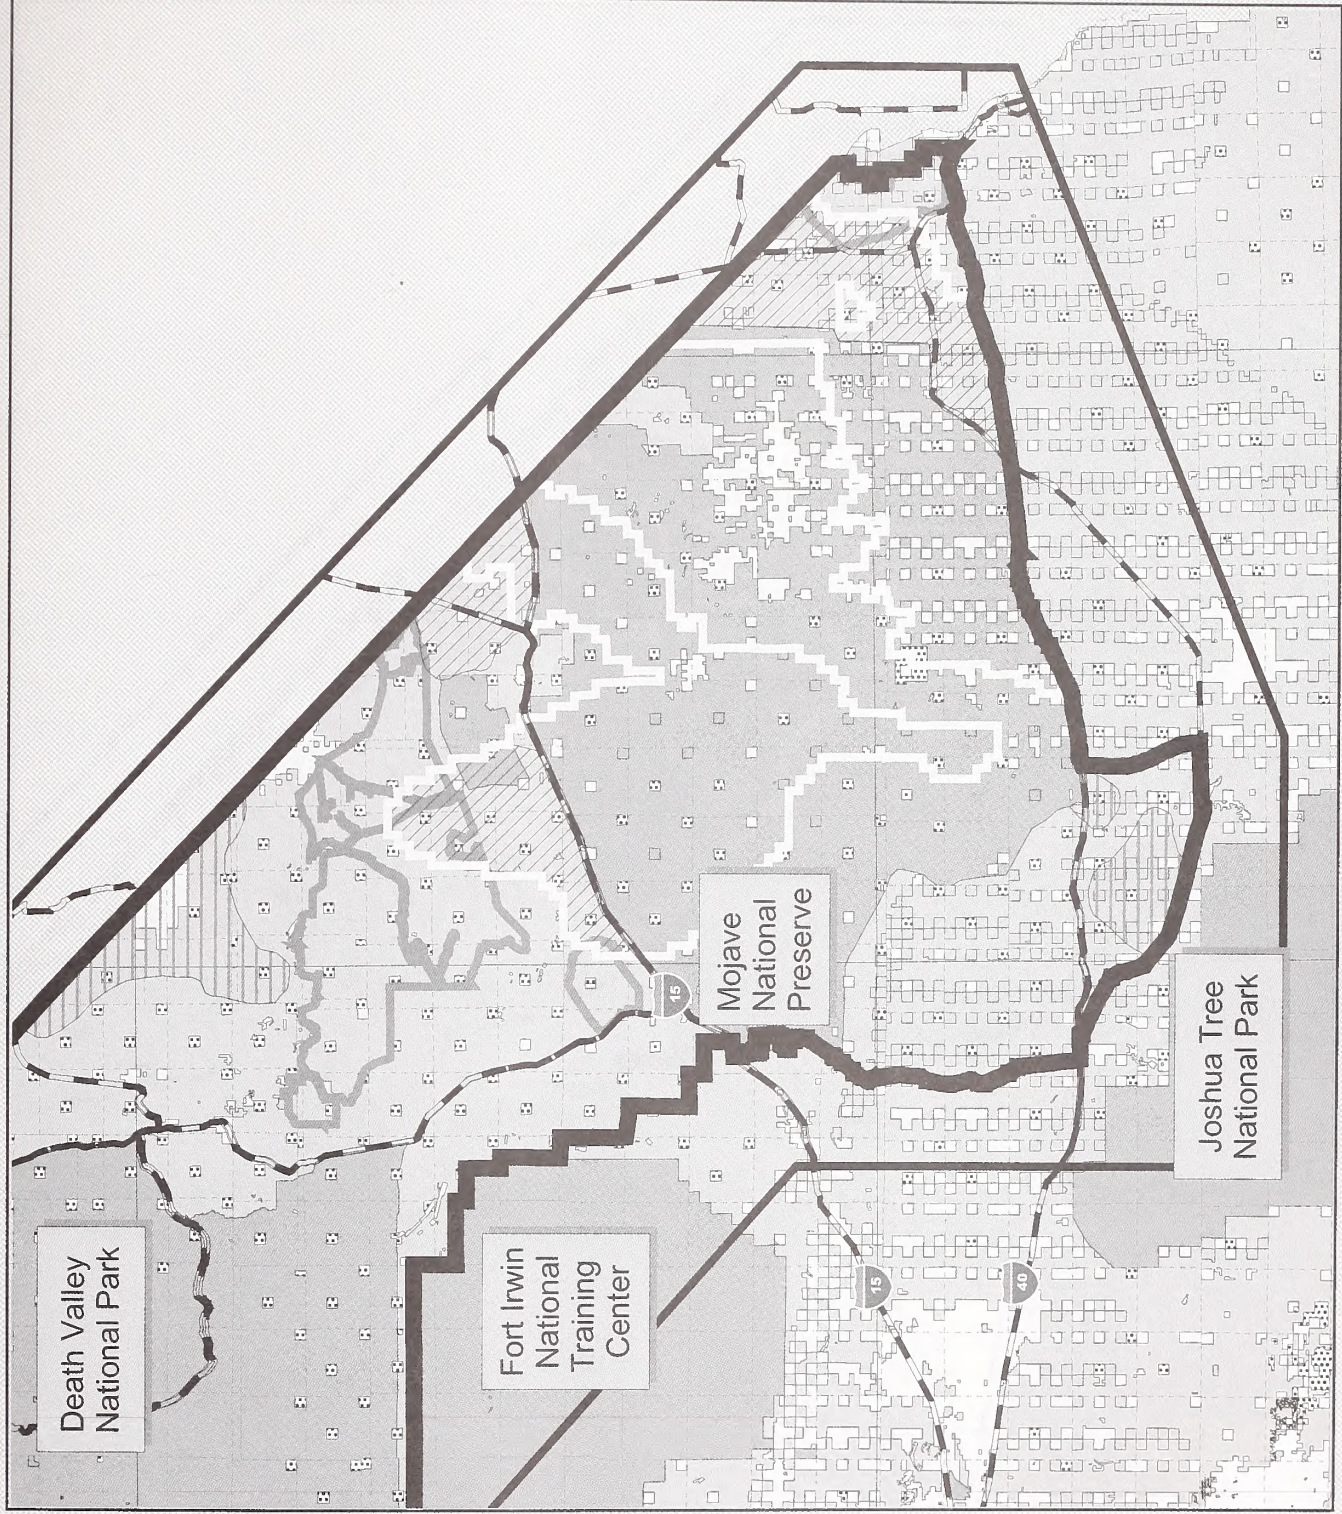 Death Valley
National Park
Fort Irwin
National
Training
Center
Mojave
National
Preserve
Joshua Tree
National Park
15
15
40